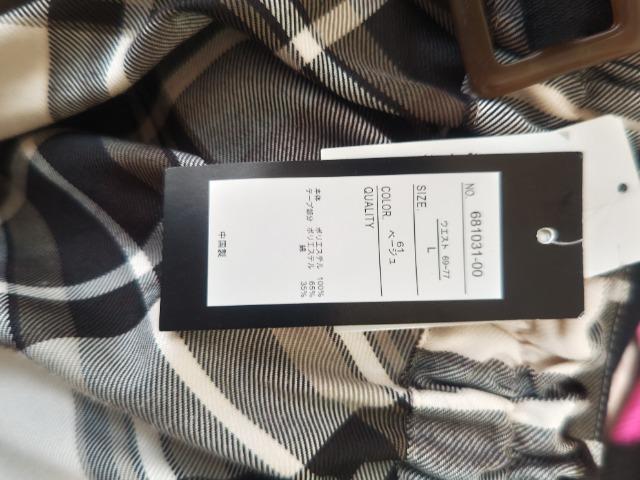 NO. 681031-00
SIZE ウエスト 69-77
L
COLOR 61
ベージュ
QUALITY
本体 ポリエステル 100%
テープ部分 ポリエステル 65%
綿 35%
中国製